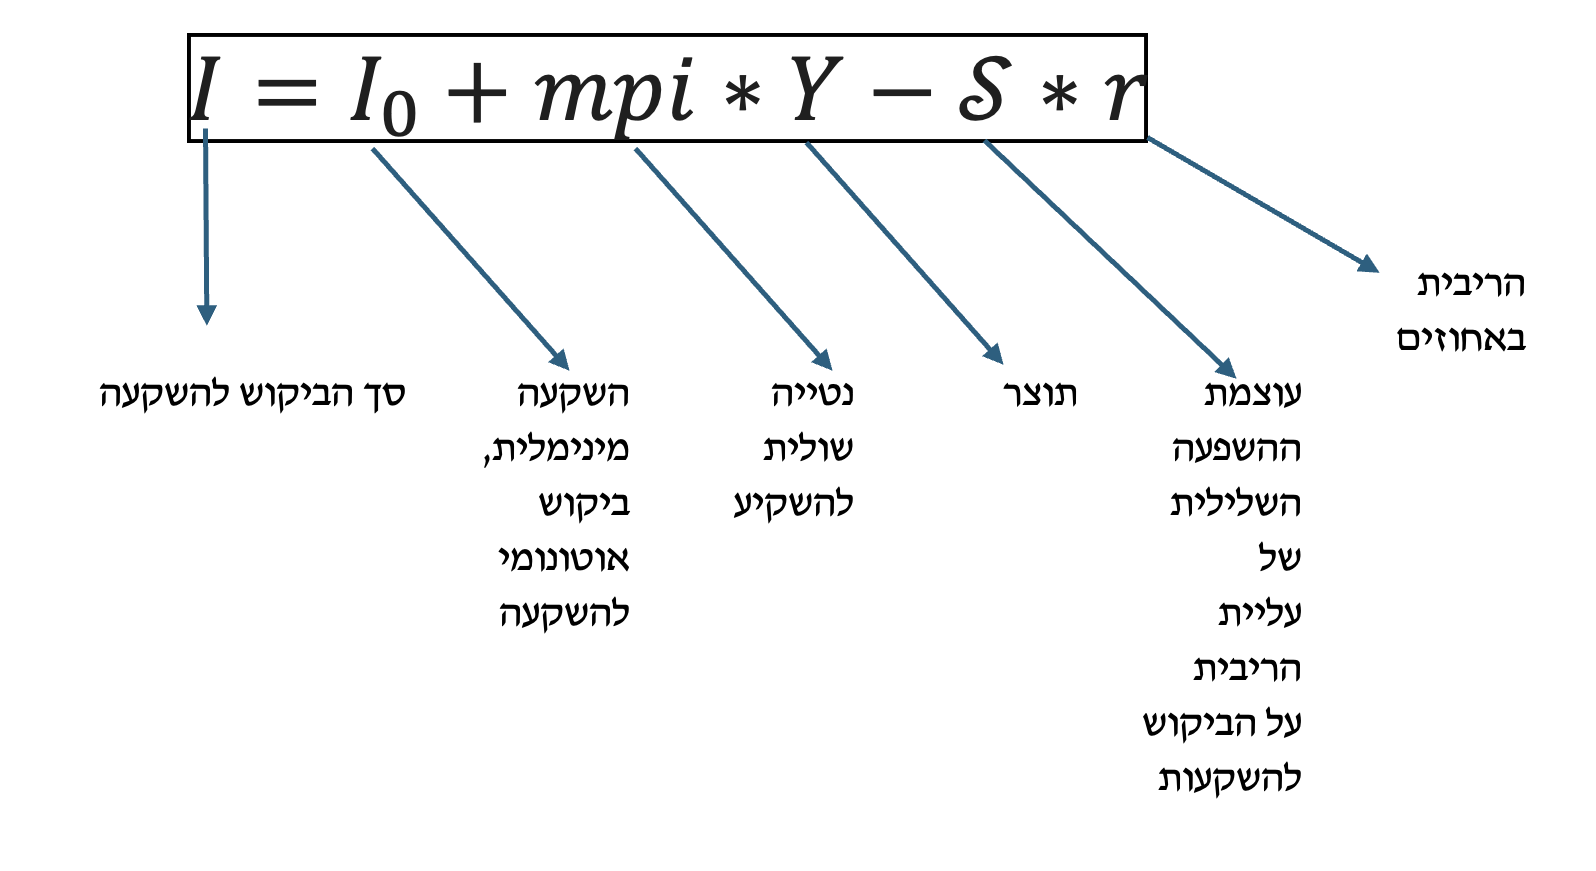 I = I₀ + mpi * Y − S * r
סך הביקוש להשקעה
השקעה
מינימלית,
ביקוש
אוטונומי
להשקעה
נטייה
שולית
להשקיע
תוצר
עוצמת
ההשפעה
השלילית
של
עליית
הריבית
על הביקוש
להשקעות
הריבית
באחוזים